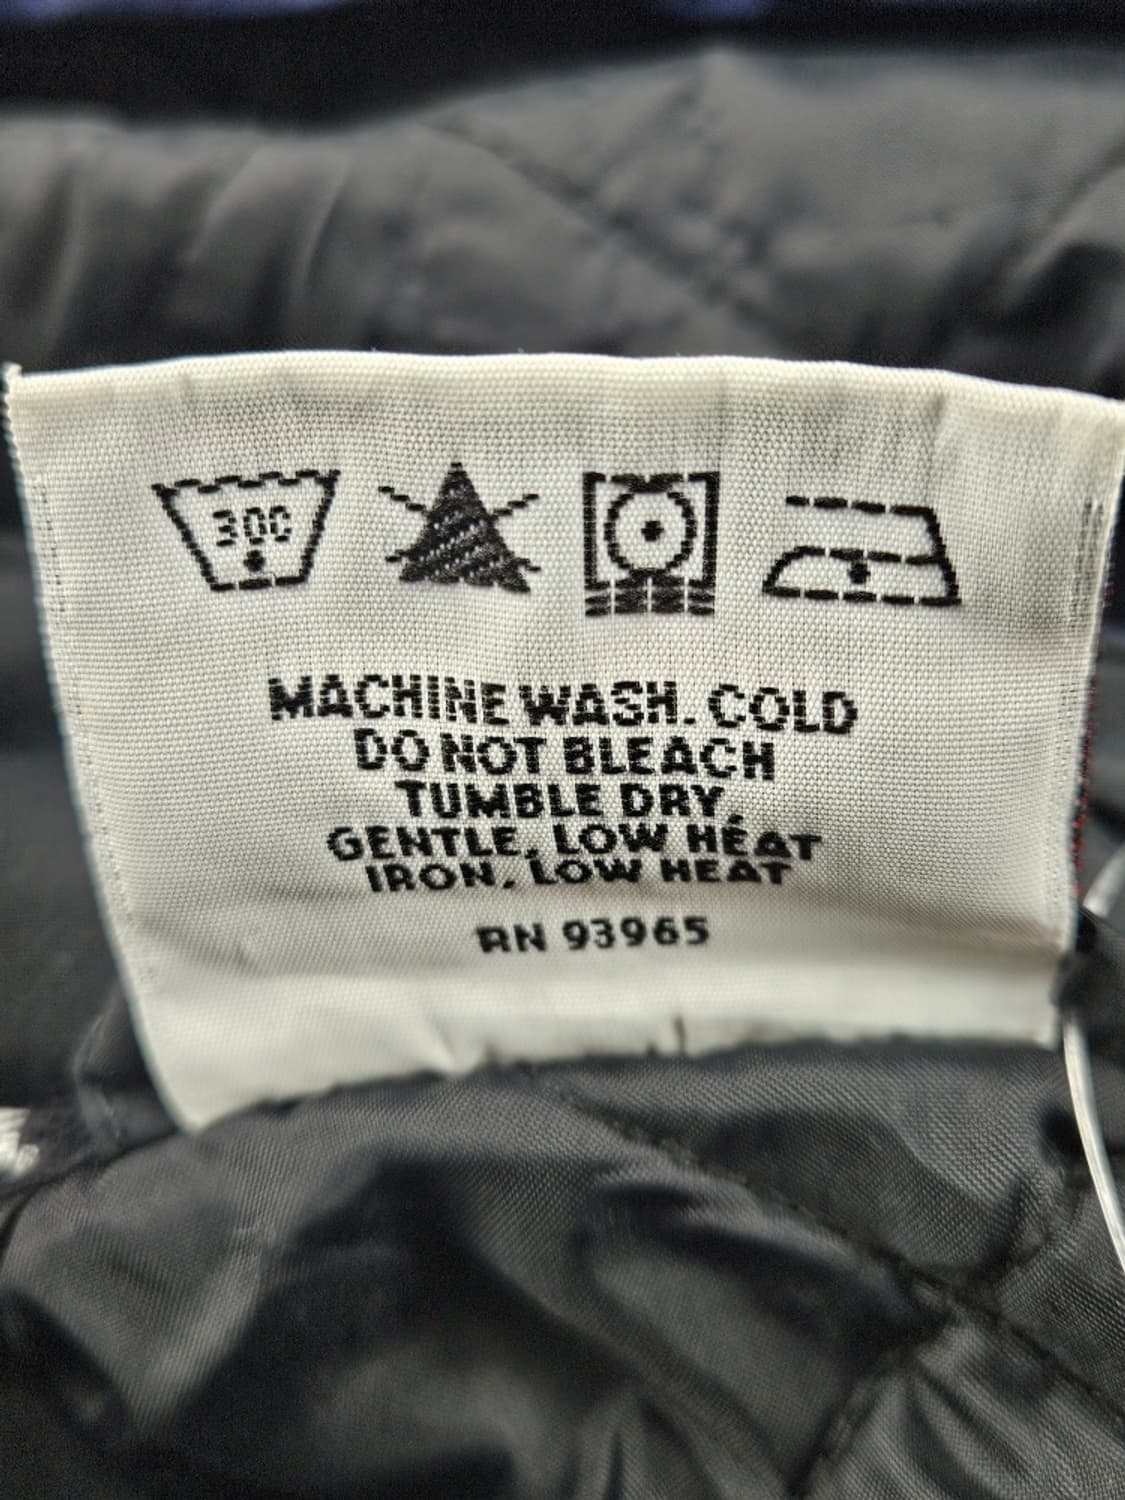 30C
MACHINE WASH. COLD
DO NOT BLEACH
TUMBLE DRY,
GENTLE, LOW HEAT
IRON, LOW HEAT
RN 93965